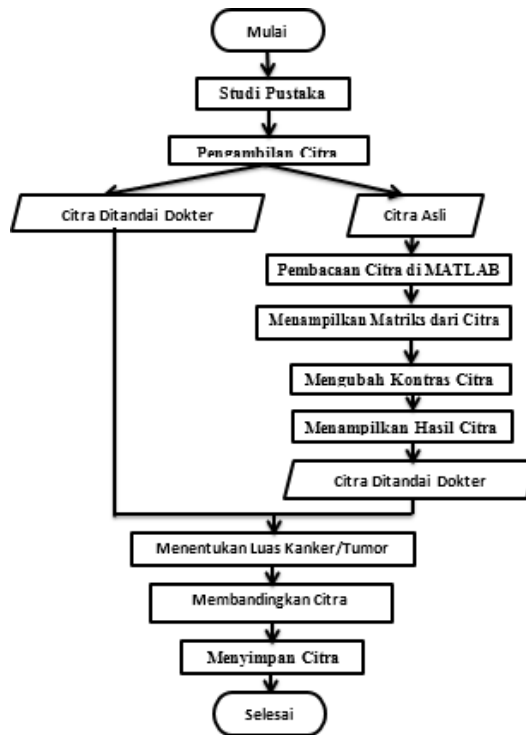 Mulai
Studi Pustaka
Pengambilan Citra
Citra Ditandai Dokter
Citra Asli
Pembacaan Citra di MATLAB
Menampilkan Matriks dari Citra
Mengubah Kontras Citra
Menampilkan Hasil Citra
Citra Ditandai Dokter
Menentukan Luas Kanker/Tumor
Membandingkan Citra
Menyimpan Citra
Selesai